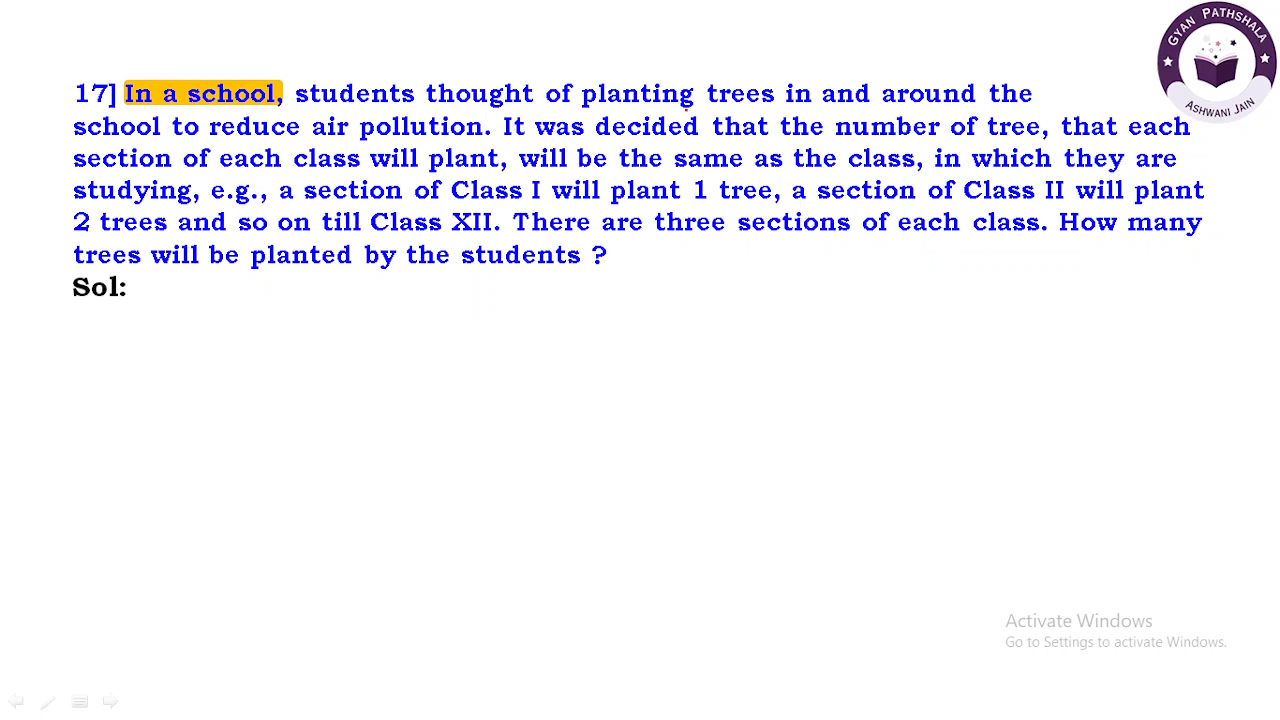 GYAN PATHSHALA
ASHWANI JAIN
17] In a school, students thought of planting trees in and around the
school to reduce air pollution. It was decided that the number of tree, that each
section of each class will plant, will be the same as the class, in which they are
studying, e.g., a section of Class I will plant 1 tree, a section of Class II will plant
2 trees and so on till Class XII. There are three sections of each class. How many
trees will be planted by the students ?
Sol:
Activate Windows
Go to Settings to activate Windows.